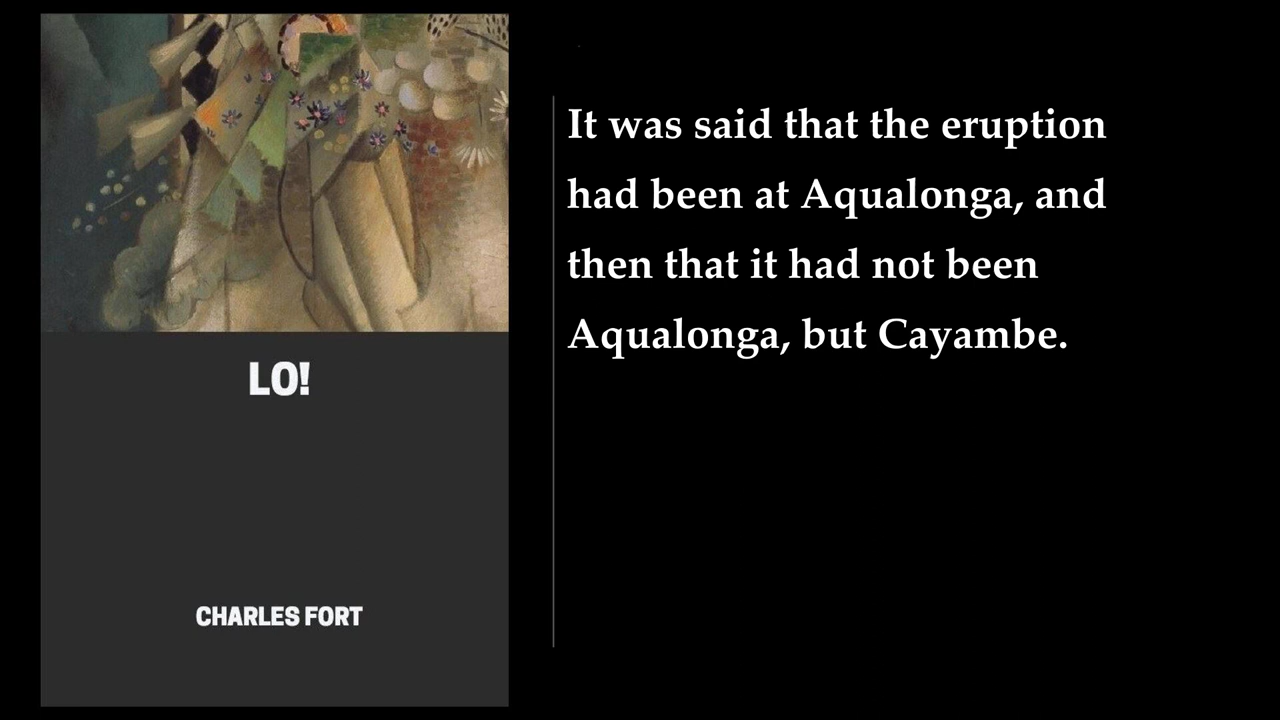 LO!
CHARLES FORT
It was said that the eruption
had been at Aqualonga, and
then that it had not been
Aqualonga, but Cayambe.